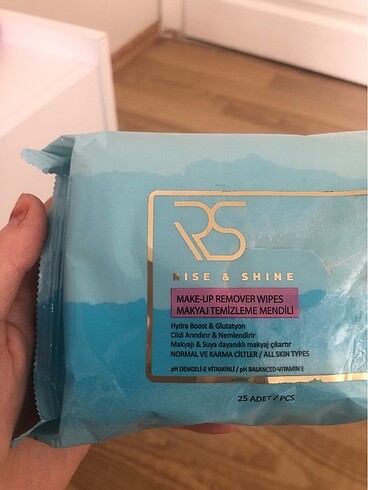 RS
RISE & SHINE
MAKE-UP REMOVER WIPES
MAKYAJ TEMİZLEME MENDİLİ
Hydra Boost & Glutatyon
Cildi Arındırır & Nemlendirir
Makyajı & Suya dayanıklı makyaj çıkartır
NORMAL VE KARMA CİLTLER / ALL SKIN TYPES
pH DENGELİ-E VİTAMİNLİ / pH BALANCED-VITAMIN E
25 ADET / PCS